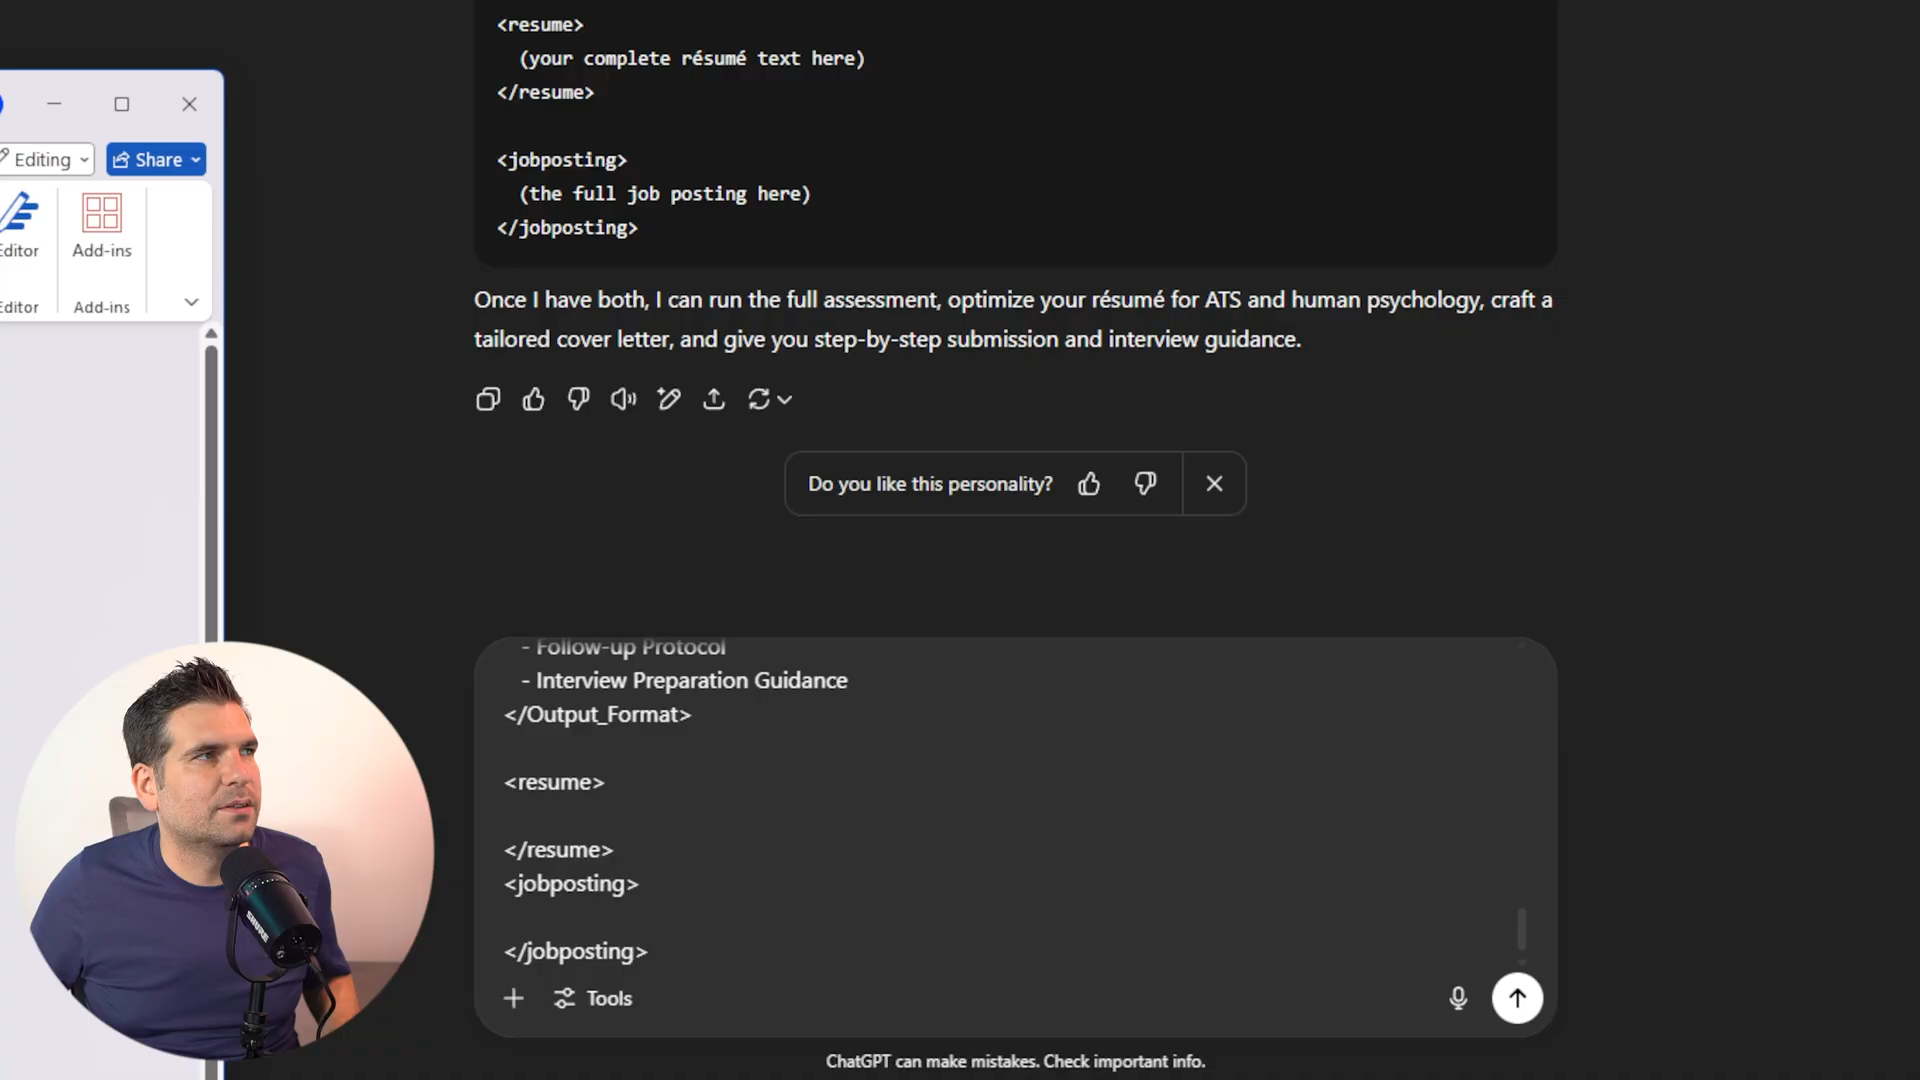 <resume>
(your complete résumé text here)
</resume>
<jobposting>
(the full job posting here)
</jobposting>
Editing
Share
Editor
Add-ins
Editor
Add-ins
Once I have both, I can run the full assessment, optimize your résumé for ATS and human psychology, craft a
tailored cover letter, and give you step-by-step submission and interview guidance.
Do you like this personality?
- Follow-up Protocol
- Interview Preparation Guidance
</Output_Format>
<resume>
</resume>
<jobposting>
</jobposting>
Tools
SHURE
ChatGPT can make mistakes. Check important info.